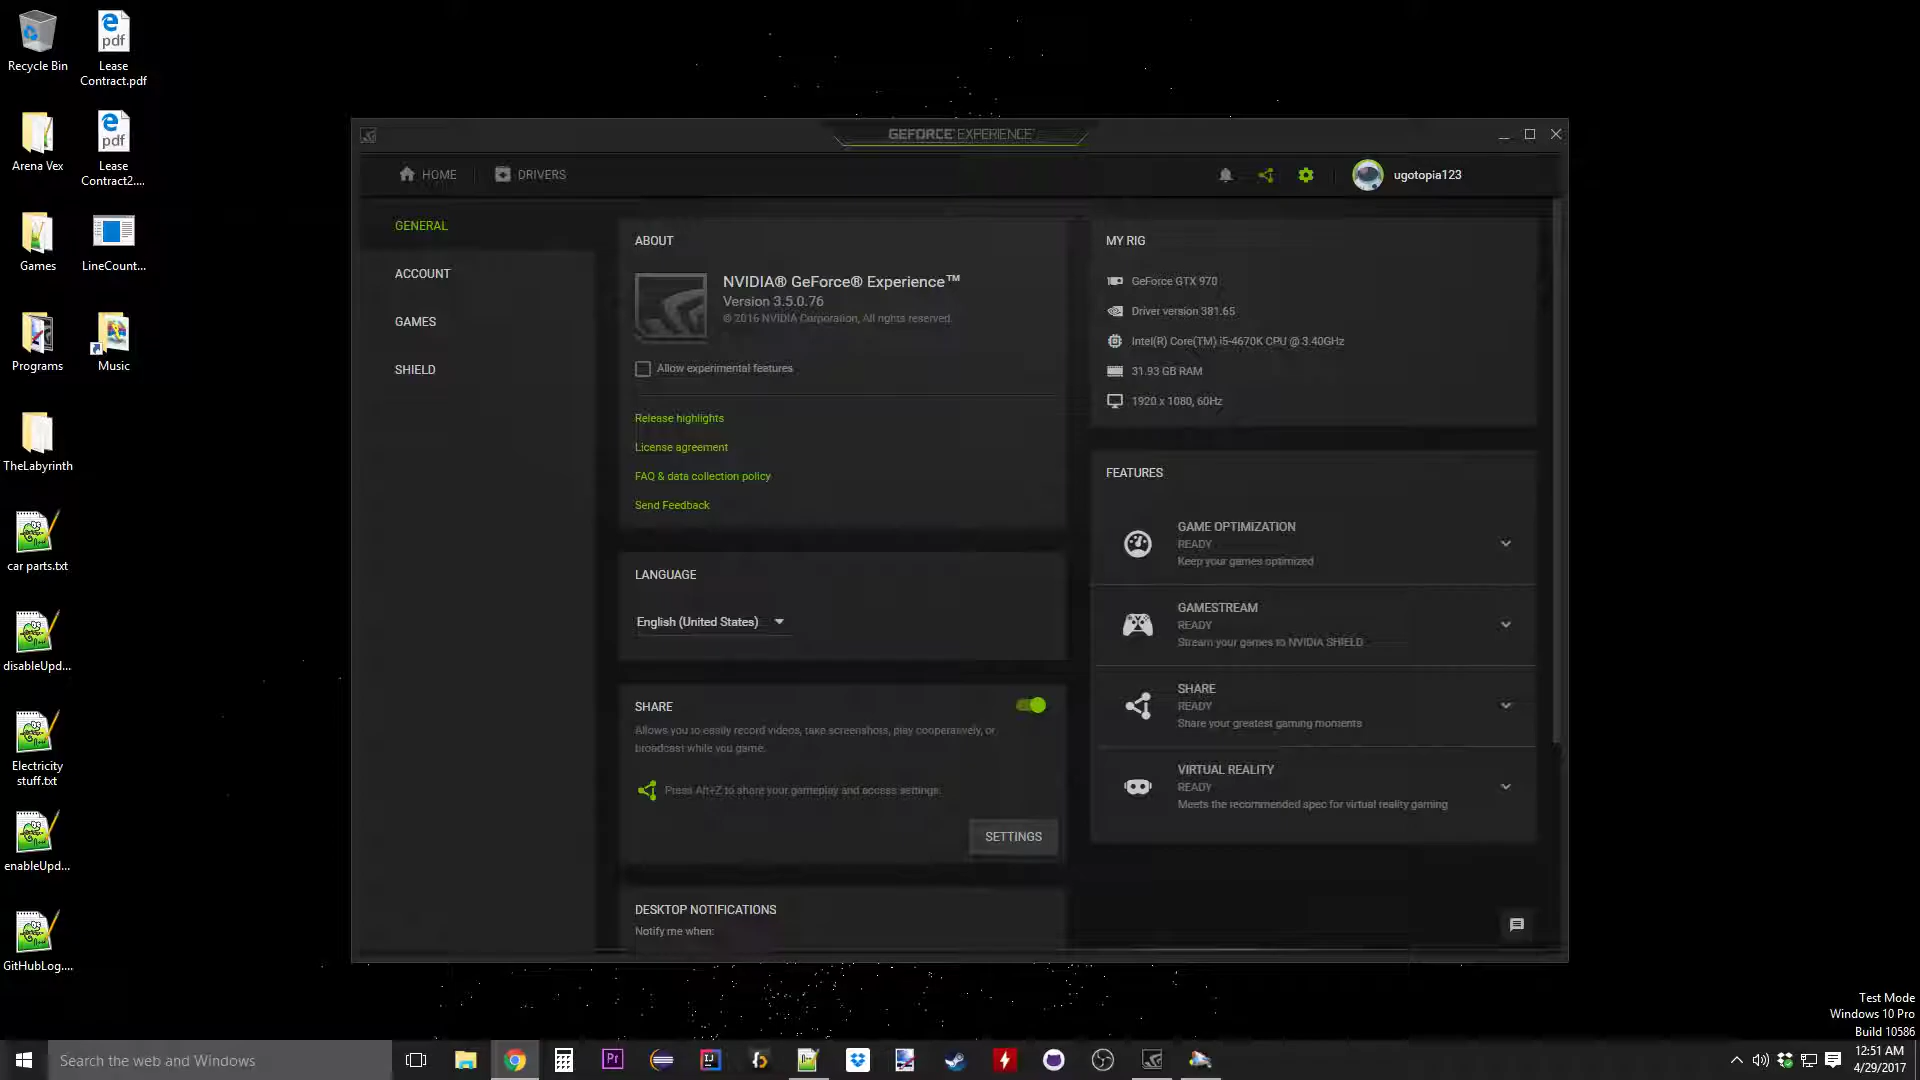 Recycle Bin
Lease
Contract.pdf
pdf
Arena Vex
Lease
Contract2....
pdf
Games
LineCount...
Programs
Music
TheLabyrinth
car parts.txt
disableUpd...
Electricity
stuff.txt
enableUpd...
GitHubLog....
GEFORCE EXPERIENCE
HOME
DRIVERS
ugotopia123
GENERAL
ACCOUNT
GAMES
SHIELD
ABOUT
NVIDIA® GeForce® Experience™
Version 3.5.0.76
© 2016 NVIDIA Corporation, All rights reserved.
Allow experimental features
Release highlights
License agreement
FAQ & data collection policy
Send Feedback
LANGUAGE
English (United States)
SHARE
Allows you to easily record videos, take screenshots, play cooperatively, or
broadcast while you game.
Press Alt+Z to share your gameplay and access settings.
SETTINGS
DESKTOP NOTIFICATIONS
Notify me when:
MY RIG
GeForce GTX 970
Driver version 381.65
Intel(R) Core(TM) i5-4670K CPU @ 3.40GHz
31.93 GB RAM
1920 x 1080, 60Hz
FEATURES
GAME OPTIMIZATION
READY
Keep your games optimized
GAMESTREAM
READY
Stream your games to NVIDIA SHIELD
SHARE
READY
Share your greatest gaming moments
VIRTUAL REALITY
READY
Meets the recommended spec for virtual reality gaming
Test Mode
Windows 10 Pro
Build 10586
Search the web and Windows
Pr
IJ
12:51 AM
4/29/2017